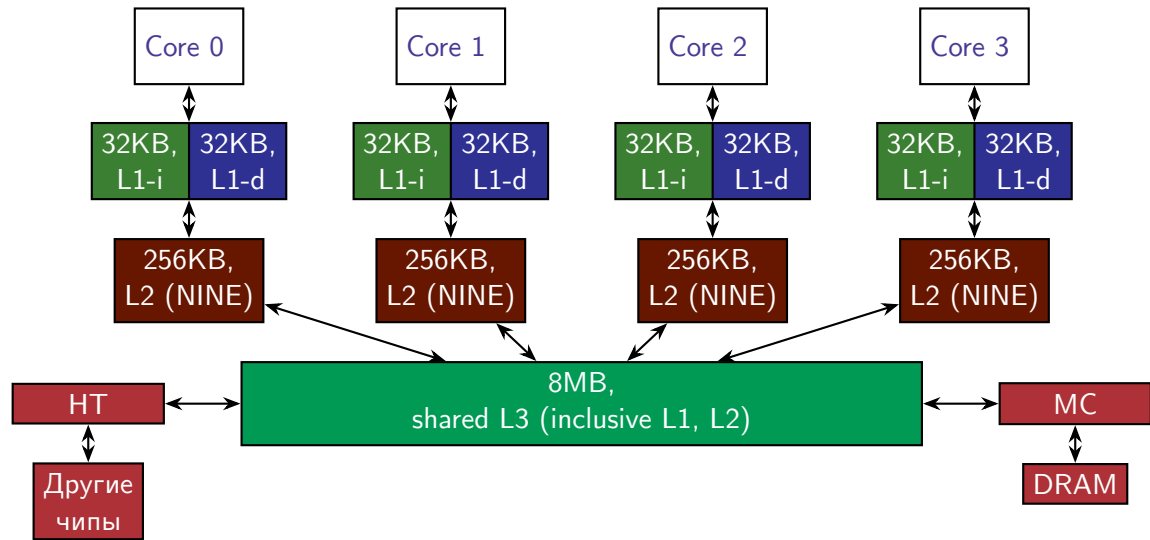 Core 0
Core 1
Core 2
Core 3
32KB,
L1-i
32KB,
L1-d
32KB,
L1-i
32KB,
L1-d
32KB,
L1-i
32KB,
L1-d
32KB,
L1-i
32KB,
L1-d
256KB,
L2 (NINE)
256KB,
L2 (NINE)
256KB,
L2 (NINE)
256KB,
L2 (NINE)
8MB,
shared L3 (inclusive L1, L2)
HT
MC
Другие
чипы
DRAM